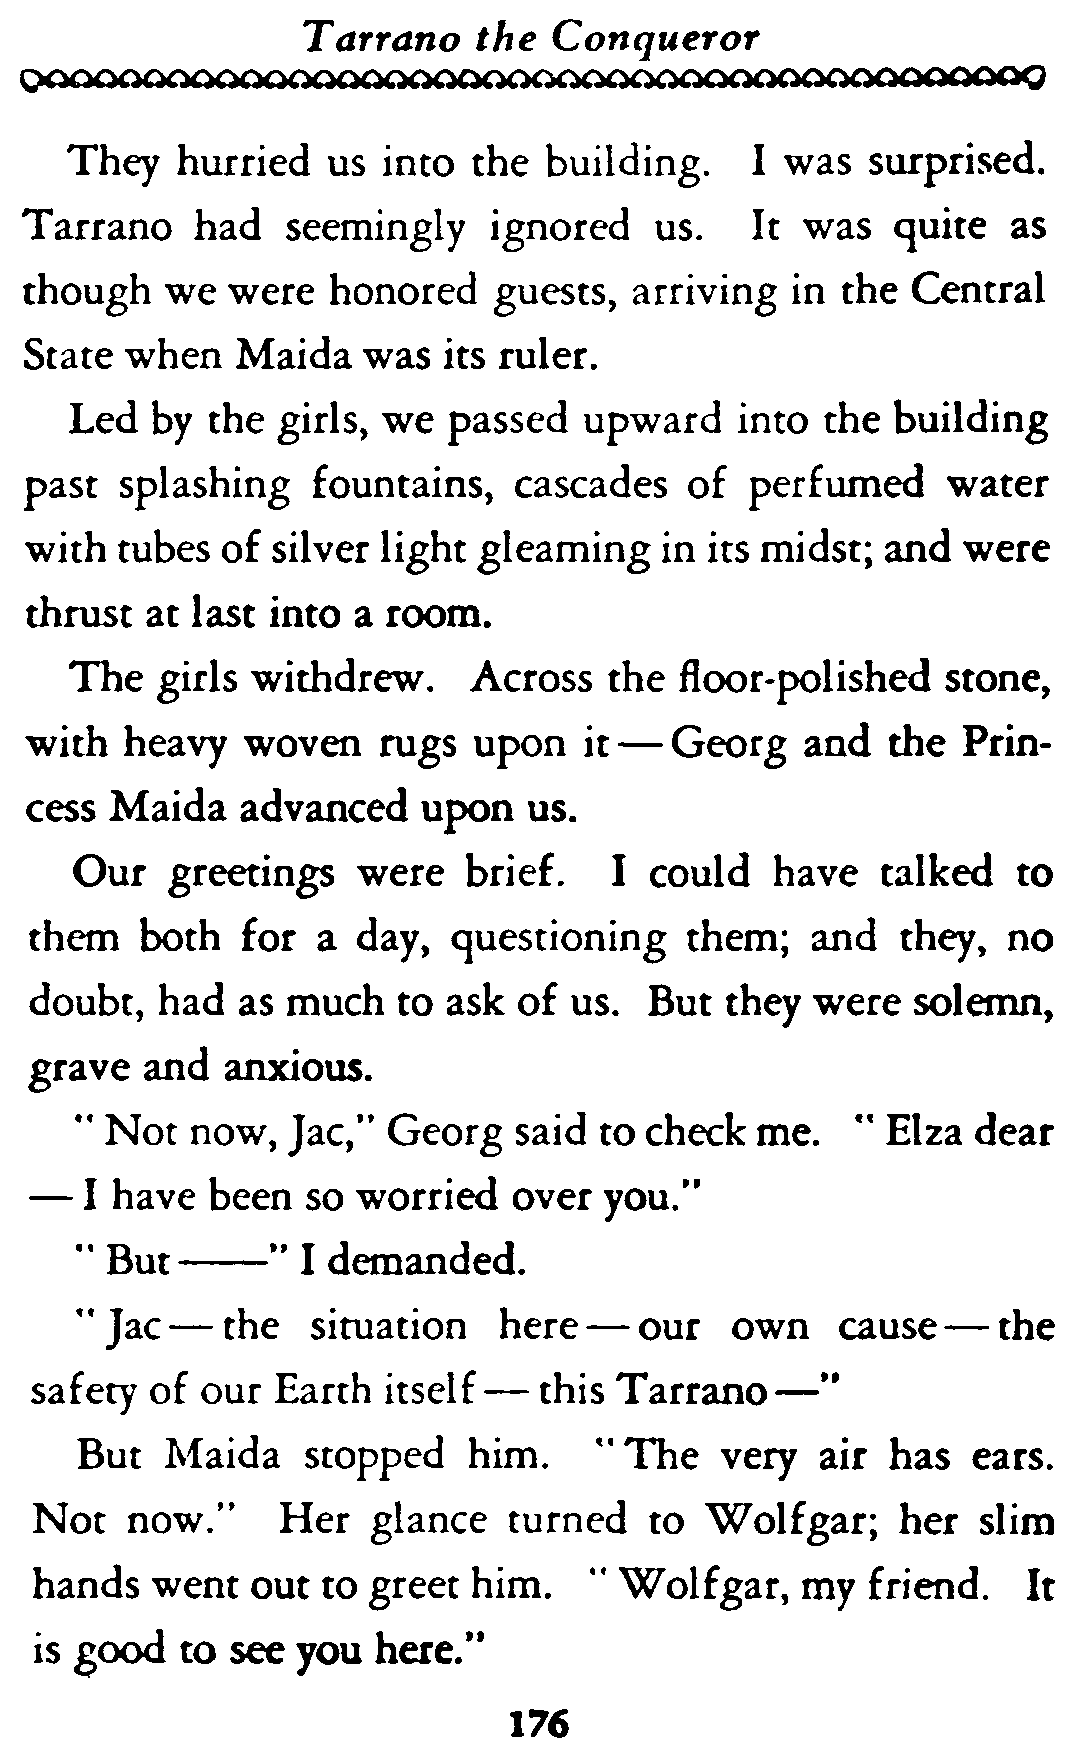 Tarrano the Conqueror
They hurried us into the building. I was surprised.
Tarrano had seemingly ignored us. It was quite as
though we were honored guests, arriving in the Central
State when Maida was its ruler.
Led by the girls, we passed upward into the building
past splashing fountains, cascades of perfumed water
with tubes of silver light gleaming in its midst; and were
thrust at last into a room.
The girls withdrew. Across the floor-polished stone,
with heavy woven rugs upon it — Georg and the Prin-
cess Maida advanced upon us.
Our greetings were brief. I could have talked to
them both for a day, questioning them; and they, no
doubt, had as much to ask of us. But they were solemn,
grave and anxious.
" Not now, Jac," Georg said to check me. " Elza dear
— I have been so worried over you."
" But ——" I demanded.
" Jac — the situation here — our own cause — the
safety of our Earth itself — this Tarrano —"
But Maida stopped him. " The very air has ears.
Not now." Her glance turned to Wolfgar; her slim
hands went out to greet him. " Wolfgar, my friend. It
is good to see you here."
176